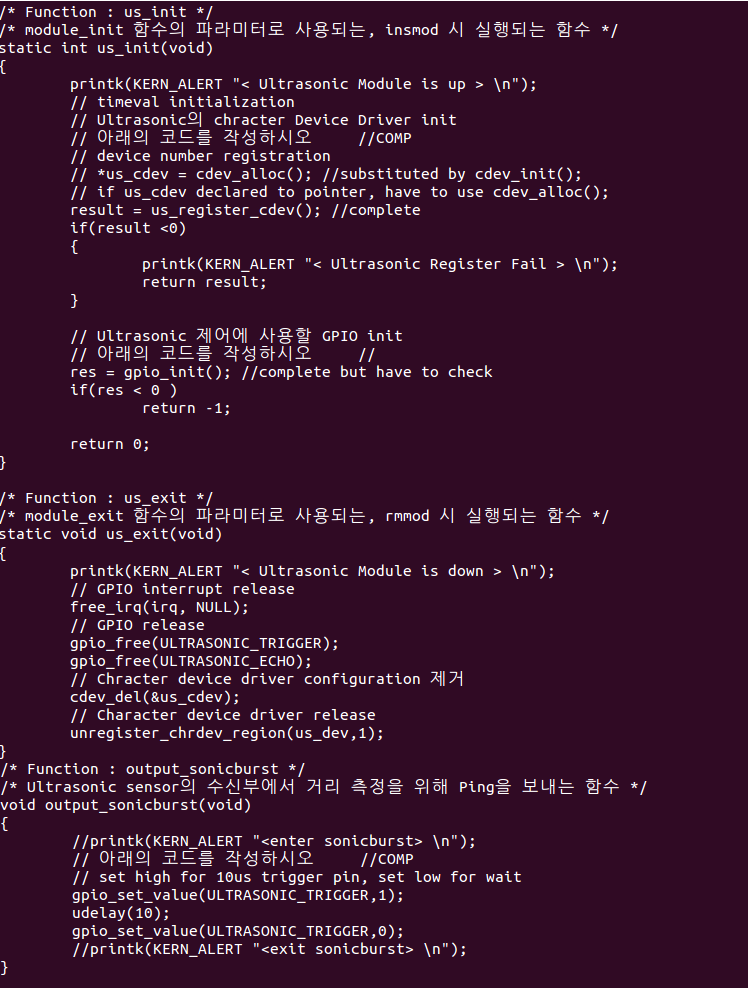 /* Function : us_init */
/* module_init 함수의 파라미터로 사용되는, insmod 시 실행되는 함수 */
static int us_init(void)
{
        printk(KERN_ALERT "< Ultrasonic Module is up > \n");
        // timeval initialization
        // Ultrasonic의 chracter Device Driver init
        // 아래의 코드를 작성하시오     //COMP
        // device number registration
        // *us_cdev = cdev_alloc(); //substituted by cdev_init();
        // if us_cdev declared to pointer, have to use cdev_alloc();
        result = us_register_cdev(); //complete
        if(result <0)
        {
                printk(KERN_ALERT "< Ultrasonic Register Fail > \n");
                return result;
        }

        // Ultrasonic 제어에 사용할 GPIO init
        // 아래의 코드를 작성하시오     //
        res = gpio_init(); //complete but have to check
        if(res < 0 )
                return -1;

        return 0;
}

/* Function : us_exit */
/* module_exit 함수의 파라미터로 사용되는, rmmod 시 실행되는 함수 */
static void us_exit(void)
{
        printk(KERN_ALERT "< Ultrasonic Module is down > \n");
        // GPIO interrupt release
        free_irq(irq, NULL);
        // GPIO release
        gpio_free(ULTRASONIC_TRIGGER);
        gpio_free(ULTRASONIC_ECHO);
        // Chracter device driver configuration 제거
        cdev_del(&us_cdev);
        // Character device driver release
        unregister_chrdev_region(us_dev,1);
}
/* Function : output_sonicburst */
/* Ultrasonic sensor의 수신부에서 거리 측정을 위해 Ping을 보내는 함수 */
void output_sonicburst(void)
{
        //printk(KERN_ALERT "<enter sonicburst> \n");
        // 아래의 코드를 작성하시오     //COMP
        // set high for 10us trigger pin, set low for wait
        gpio_set_value(ULTRASONIC_TRIGGER,1);
        udelay(10);
        gpio_set_value(ULTRASONIC_TRIGGER,0);
        //printk(KERN_ALERT "<exit sonicburst> \n");
}